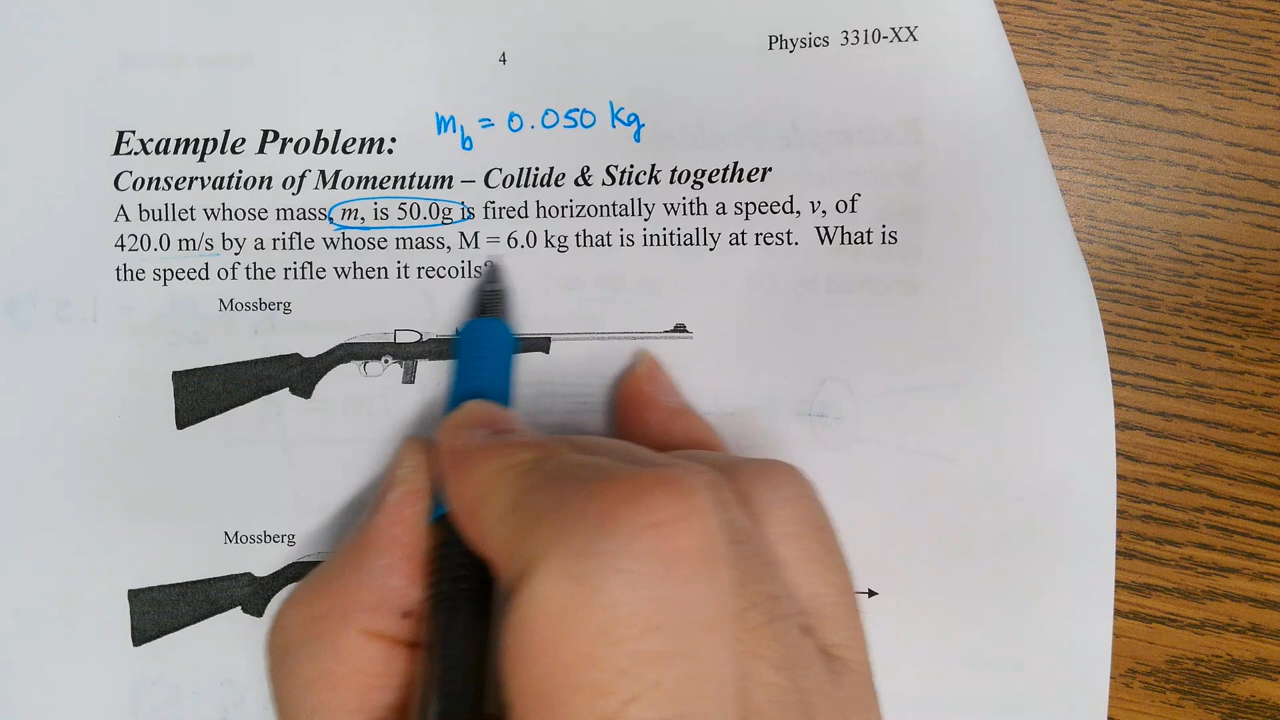 Physics 3310-XX
4
m_b = 0.050 kg
Example Problem:
Conservation of Momentum – Collide & Stick together
A bullet whose mass, m, is 50.0g is fired horizontally with a speed, v, of
420.0 m/s by a rifle whose mass, M = 6.0 kg that is initially at rest. What is
the speed of the rifle when it recoils?
Mossberg
Mossberg